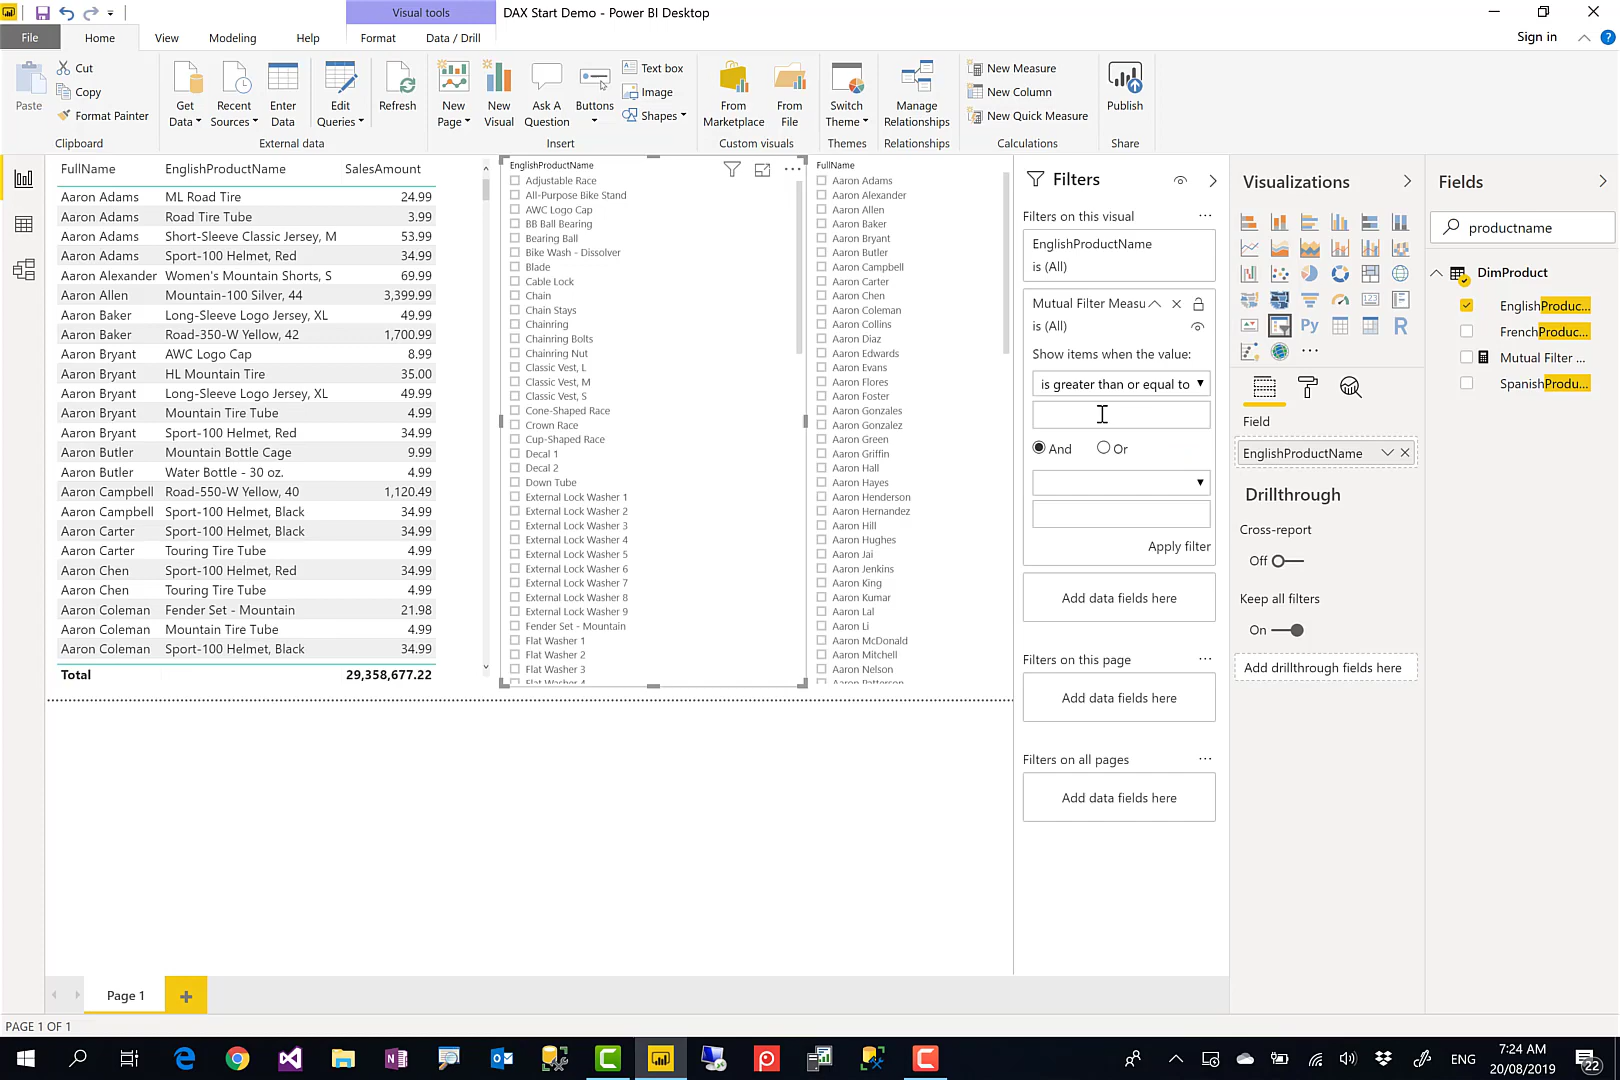 Visual tools
DAX Start Demo - Power BI Desktop
File
Home
View
Modeling
Help
Format
Data / Drill
Sign in
Paste
Cut
Copy
Format Painter
Clipboard
Get Data
Recent Sources
Enter Data
Edit Queries
Refresh
External data
New Page
New Visual
Ask A Question
Buttons
Text box
Image
Shapes
Insert
From Marketplace
From File
Custom visuals
Switch Theme
Themes
Manage Relationships
Relationships
New Measure
New Column
New Quick Measure
Calculations
Publish
Share
FullName EnglishProductName SalesAmount
Aaron Adams ML Road Tire 24.99
Aaron Adams Road Tire Tube 3.99
Aaron Adams Short-Sleeve Classic Jersey, M 53.99
Aaron Adams Sport-100 Helmet, Red 34.99
Aaron Alexander Women's Mountain Shorts, S 69.99
Aaron Allen Mountain-100 Silver, 44 3,399.99
Aaron Baker Long-Sleeve Logo Jersey, XL 49.99
Aaron Baker Road-350-W Yellow, 42 1,700.99
Aaron Bryant AWC Logo Cap 8.99
Aaron Bryant HL Mountain Tire 35.00
Aaron Bryant Long-Sleeve Logo Jersey, XL 49.99
Aaron Bryant Mountain Tire Tube 4.99
Aaron Bryant Sport-100 Helmet, Red 34.99
Aaron Butler Mountain Bottle Cage 9.99
Aaron Butler Water Bottle - 30 oz. 4.99
Aaron Campbell Road-550-W Yellow, 40 1,120.49
Aaron Campbell Sport-100 Helmet, Black 34.99
Aaron Carter Sport-100 Helmet, Black 34.99
Aaron Carter Touring Tire Tube 4.99
Aaron Chen Sport-100 Helmet, Red 34.99
Aaron Chen Touring Tire Tube 4.99
Aaron Coleman Fender Set - Mountain 21.98
Aaron Coleman Mountain Tire Tube 4.99
Aaron Coleman Sport-100 Helmet, Black 34.99
Total 29,358,677.22
EnglishProductName
Adjustable Race
All-Purpose Bike Stand
AWC Logo Cap
BB Ball Bearing
Bearing Ball
Bike Wash - Dissolver
Blade
Cable Lock
Chain
Chain Stays
Chainring
Chainring Bolts
Chainring Nut
Classic Vest, L
Classic Vest, M
Classic Vest, S
Cone-Shaped Race
Crown Race
Cup-Shaped Race
Decal 1
Decal 2
Down Tube
External Lock Washer 1
External Lock Washer 2
External Lock Washer 3
External Lock Washer 4
External Lock Washer 5
External Lock Washer 6
External Lock Washer 7
External Lock Washer 8
External Lock Washer 9
Fender Set - Mountain
Flat Washer 1
Flat Washer 2
Flat Washer 3
Flat Washer 4
FullName
Aaron Adams
Aaron Alexander
Aaron Allen
Aaron Baker
Aaron Bryant
Aaron Butler
Aaron Campbell
Aaron Carter
Aaron Chen
Aaron Coleman
Aaron Collins
Aaron Diaz
Aaron Edwards
Aaron Evans
Aaron Flores
Aaron Foster
Aaron Gonzales
Aaron Gonzalez
Aaron Green
Aaron Griffin
Aaron Hall
Aaron Hayes
Aaron Henderson
Aaron Hernandez
Aaron Hill
Aaron Hughes
Aaron Jai
Aaron Jenkins
Aaron King
Aaron Kumar
Aaron Lal
Aaron Li
Aaron McDonald
Aaron Mitchell
Aaron Nelson
Aaron Patterson
Filters
Filters on this visual
EnglishProductName
is (All)
Mutual Filter Measu
is (All)
Show items when the value:
is greater than or equal to
And
Or
Apply filter
Add data fields here
Filters on this page
Add data fields here
Filters on all pages
Add data fields here
Visualizations
Py
R
123
Field
EnglishProductName
Drillthrough
Cross-report
Off
Keep all filters
On
Add drillthrough fields here
Fields
productname
DimProduct
EnglishProduc...
FrenchProduc...
Mutual Filter ...
SpanishProdu...
Page 1
PAGE 1 OF 1
ENG
7:24 AM
20/08/2019
22